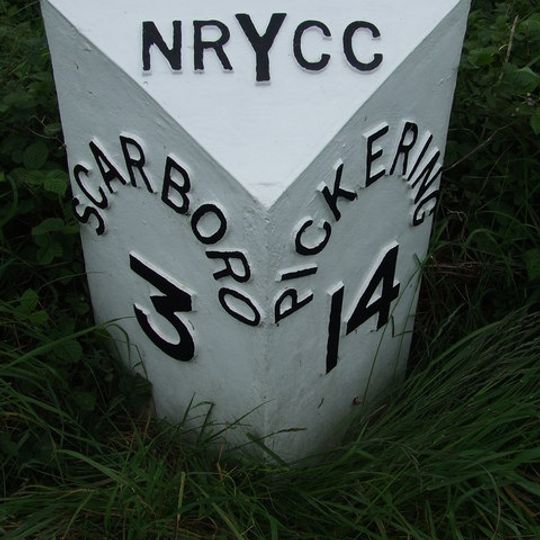 NRYCC
SCARBORO
3
PICKERING
14